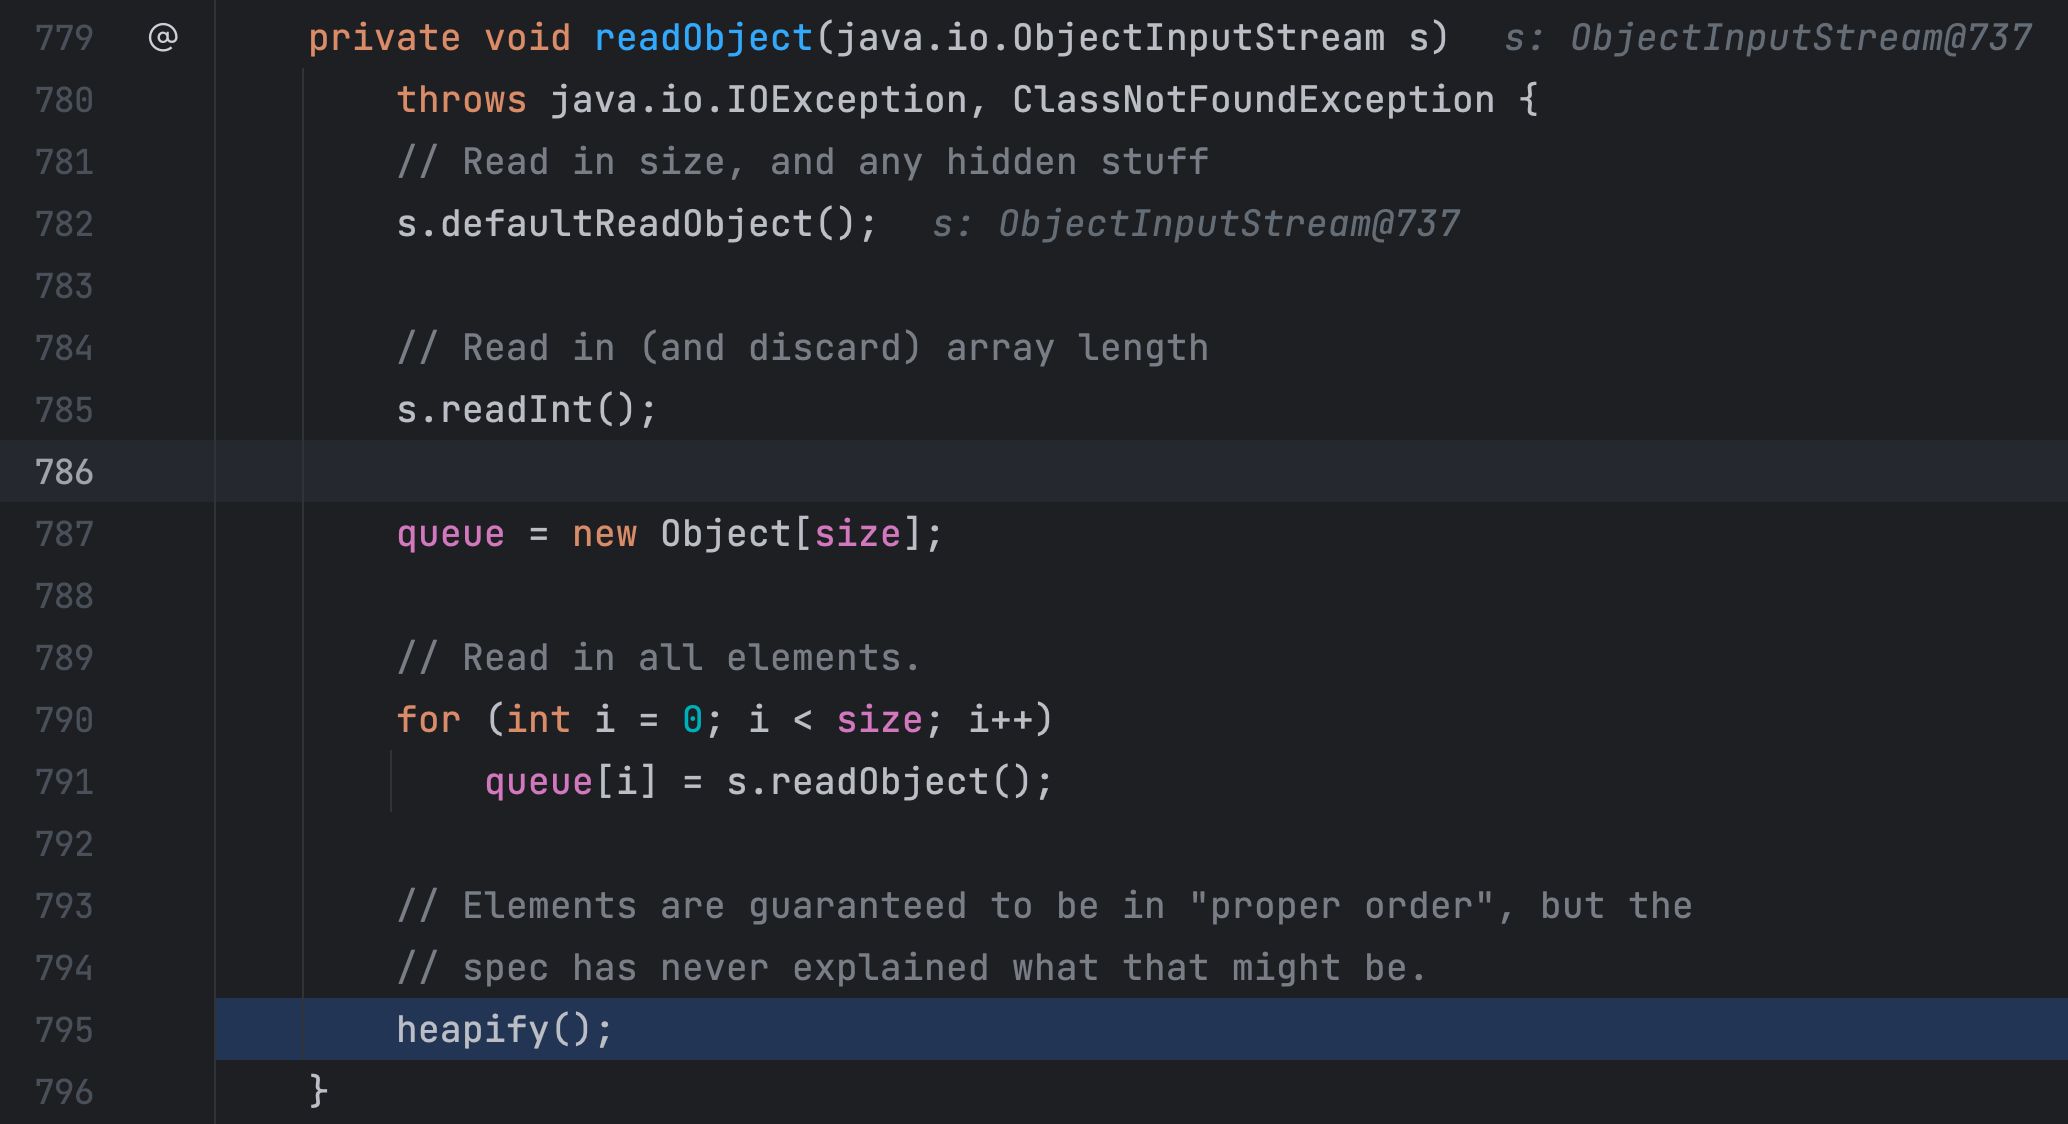 779 @ private void readObject(java.io.ObjectInputStream s) s: ObjectInputStream@737
780 throws java.io.IOException, ClassNotFoundException {
781 // Read in size, and any hidden stuff
782 s.defaultReadObject(); s: ObjectInputStream@737
783
784 // Read in (and discard) array length
785 s.readInt();
786
787 queue = new Object[size];
788
789 // Read in all elements.
790 for (int i = 0; i < size; i++)
791 queue[i] = s.readObject();
792
793 // Elements are guaranteed to be in "proper order", but the
794 // spec has never explained what that might be.
795 heapify();
796 }